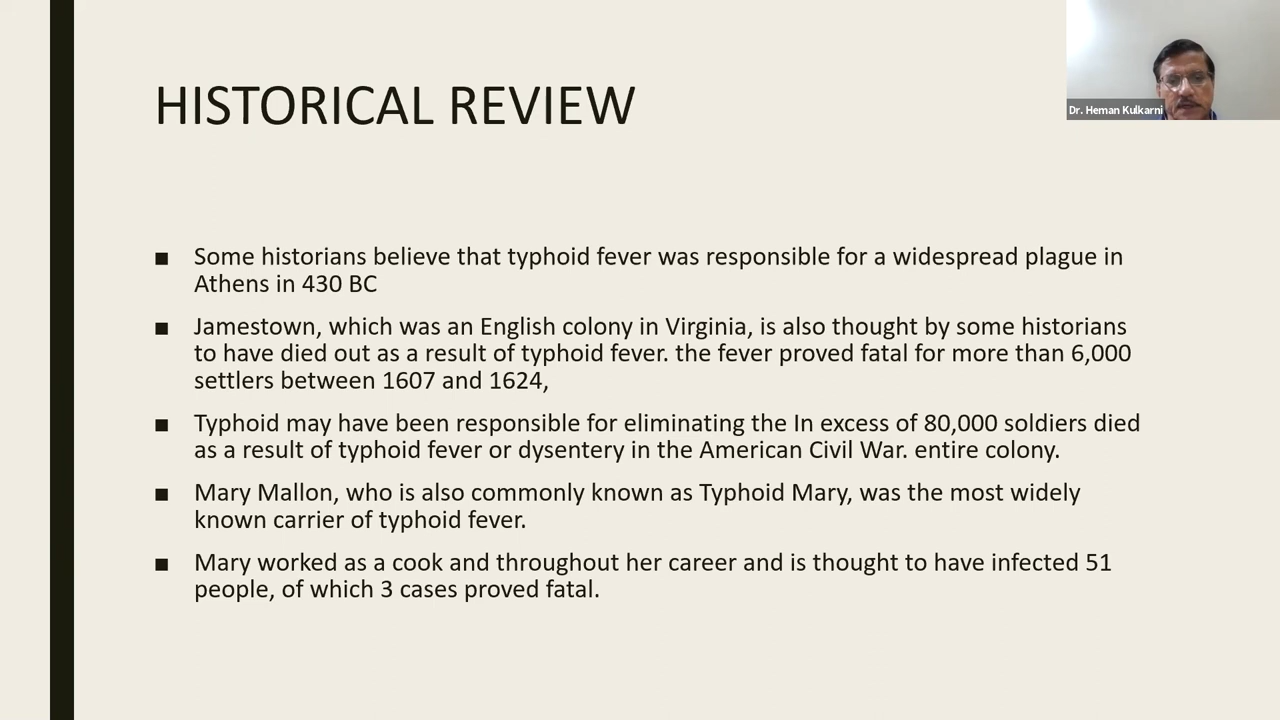 HISTORICAL REVIEW
Dr. Heman Kulkarni
■ Some historians believe that typhoid fever was responsible for a widespread plague in
Athens in 430 BC
■ Jamestown, which was an English colony in Virginia, is also thought by some historians
to have died out as a result of typhoid fever. the fever proved fatal for more than 6,000
settlers between 1607 and 1624,
■ Typhoid may have been responsible for eliminating the In excess of 80,000 soldiers died
as a result of typhoid fever or dysentery in the American Civil War. entire colony.
■ Mary Mallon, who is also commonly known as Typhoid Mary, was the most widely
known carrier of typhoid fever.
■ Mary worked as a cook and throughout her career and is thought to have infected 51
people, of which 3 cases proved fatal.